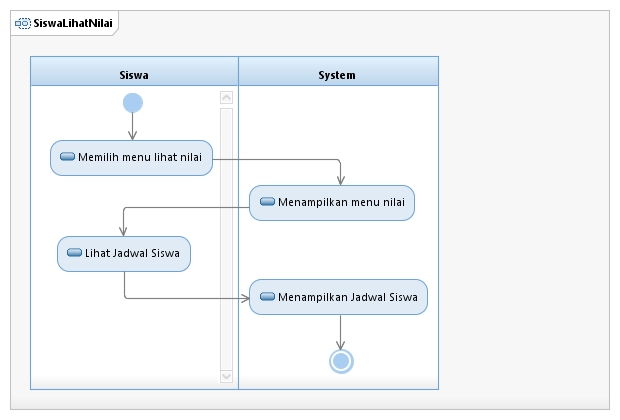 SiswaLihatNilai
Siswa
System
Memilih menu lihat nilai
Menampilkan menu nilai
Lihat Jadwal Siswa
Menampilkan Jadwal Siswa